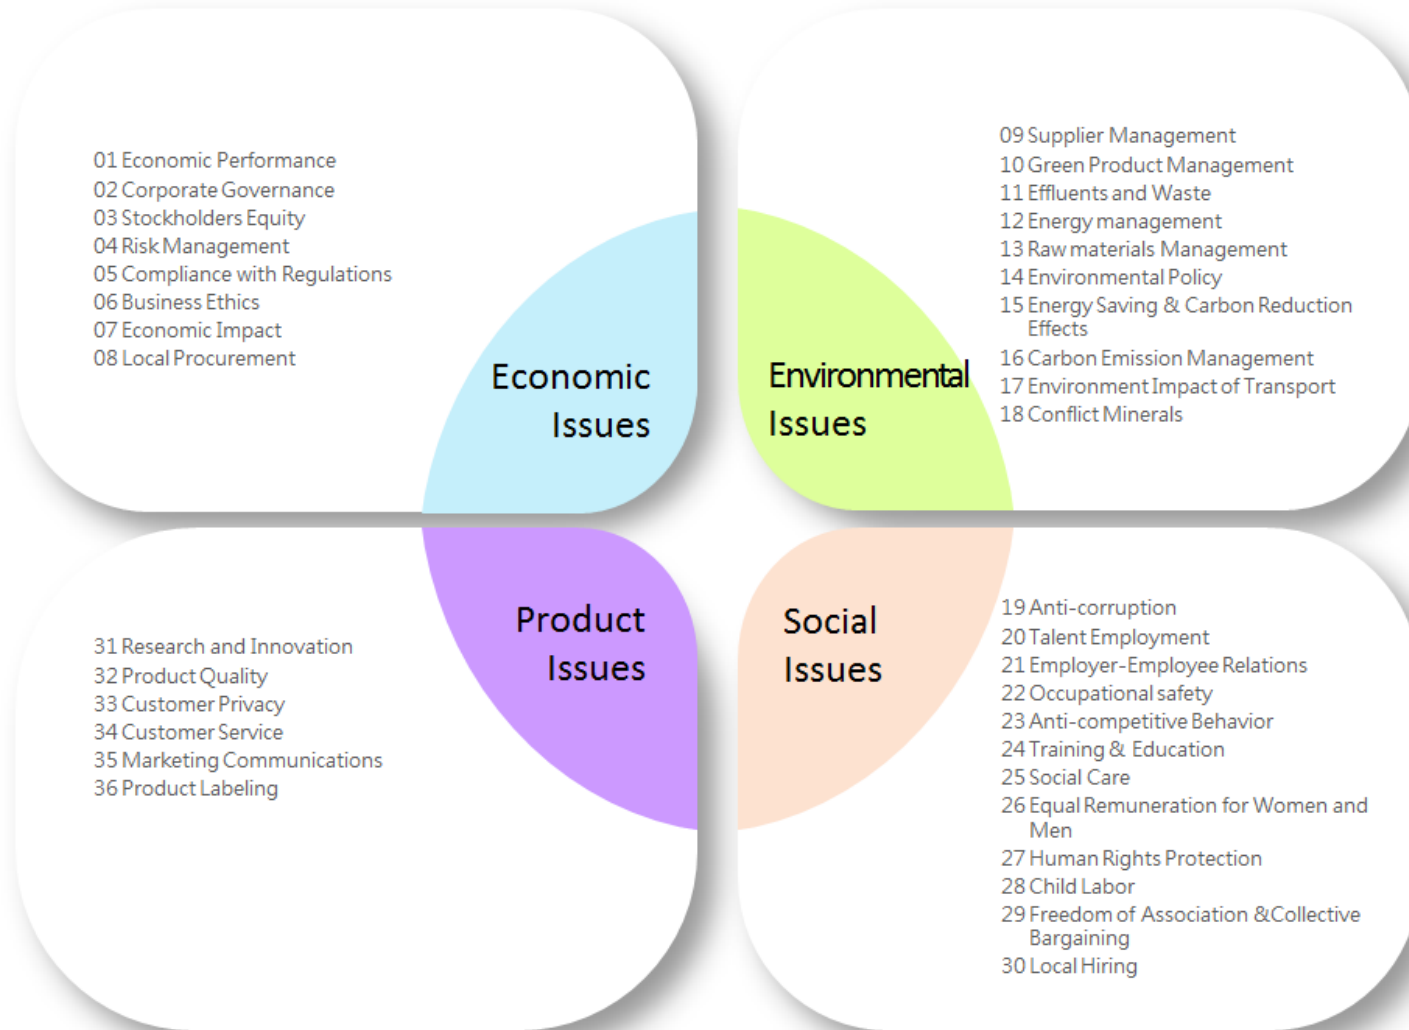 01 Economic Performance
02 Corporate Governance
03 Stockholders Equity
04 Risk Management
05 Compliance with Regulations
06 Business Ethics
07 Economic Impact
08 Local Procurement
Economic
Issues
09 Supplier Management
10 Green Product Management
11 Effluents and Waste
12 Energy management
13 Raw materials Management
14 Environmental Policy
15 Energy Saving & Carbon Reduction
Effects
16 Carbon Emission Management
17 Environment Impact of Transport
18 Conflict Minerals
Environmental
Issues
31 Research and Innovation
32 Product Quality
33 Customer Privacy
34 Customer Service
35 Marketing Communications
36 Product Labeling
Product
Issues
Social
Issues
19 Anti-corruption
20 Talent Employment
21 Employer-Employee Relations
22 Occupational safety
23 Anti-competitive Behavior
24 Training & Education
25 Social Care
26 Equal Remuneration for Women and
Men
27 Human Rights Protection
28 Child Labor
29 Freedom of Association &Collective
Bargaining
30 Local Hiring